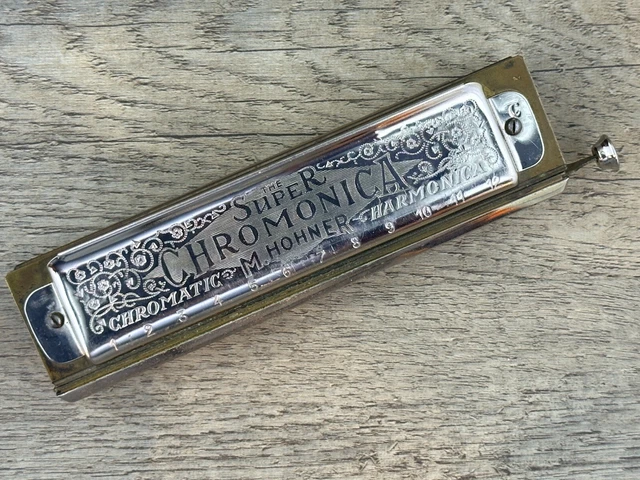 C
THE
SUPER
CHROMONICA
CHROMATIC M. HOHNER HARMONICA
1 2 3 4 5 6 7 8 9 10 11 12